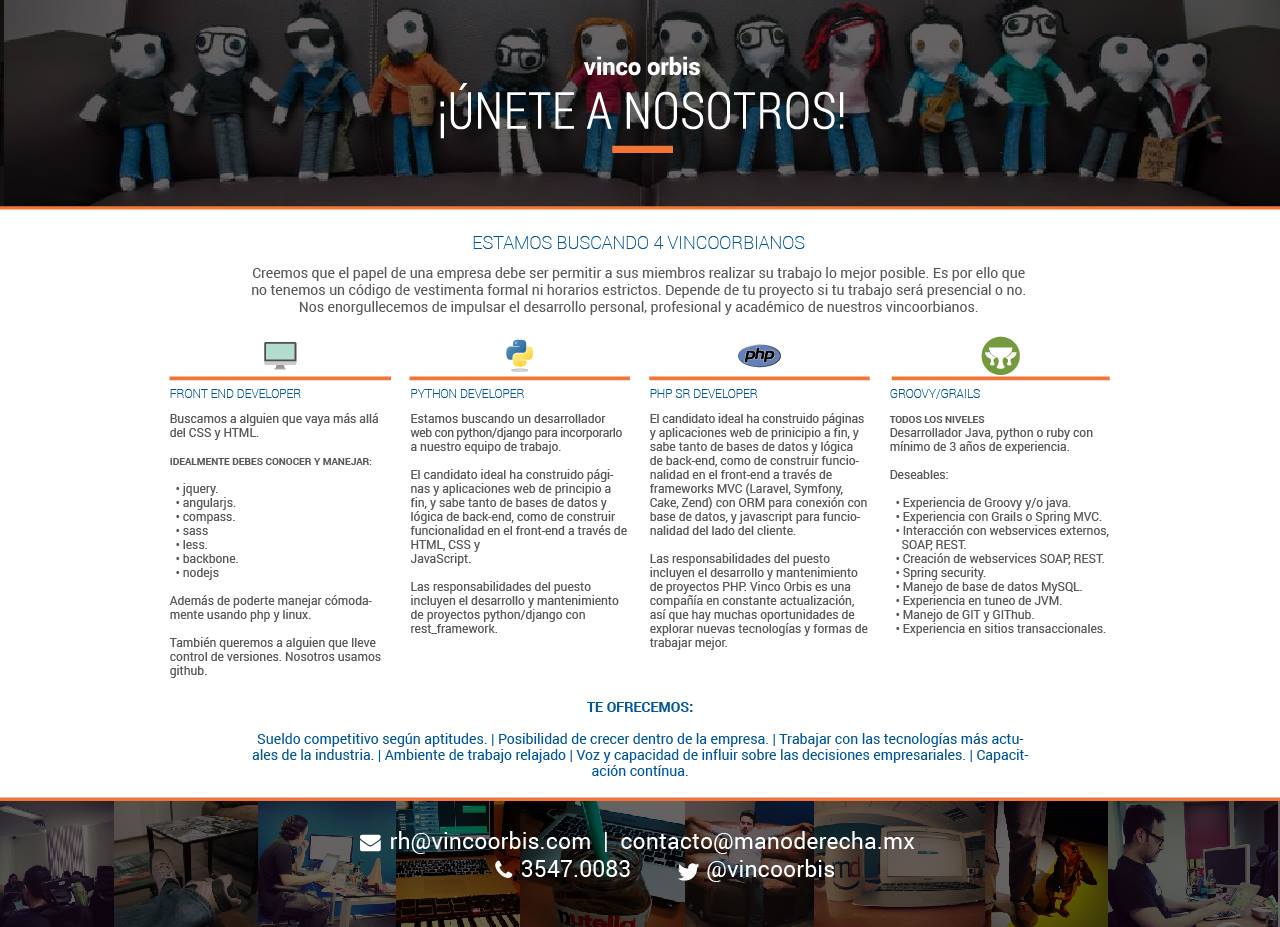 vinco orbis
¡ÚNETE A NOSOTROS!
ESTAMOS BUSCANDO 4 VINCOORBIANOS
Creemos que el papel de una empresa debe ser permitir a sus miembros realizar su trabajo lo mejor posible. Es por ello que
no tenemos un código de vestimenta formal ni horarios estrictos. Depende de tu proyecto si tu trabajo será presencial o no.
Nos enorgullecemos de impulsar el desarrollo personal, profesional y académico de nuestros vincoorbianos.
FRONT END DEVELOPER
Buscamos a alguien que vaya más allá
del CSS y HTML.
IDEALMENTE DEBES CONOCER Y MANEJAR:
• jquery.
• angularjs.
• compass.
• sass
• less.
• backbone.
• nodejs
Además de poderte manejar cómoda-
mente usando php y linux.
También queremos a alguien que lleve
control de versiones. Nosotros usamos
github.
PYTHON DEVELOPER
Estamos buscando un desarrollador
web con python/django para incorporarlo
a nuestro equipo de trabajo.
El candidato ideal ha construido pági-
nas y aplicaciones web de principio a
fin, y sabe tanto de bases de datos y
lógica de back-end, como de construir
funcionalidad en el front-end a través de
HTML, CSS y
JavaScript.
Las responsabilidades del puesto
incluyen el desarrollo y mantenimiento
de proyectos python/django con
rest_framework.
php
PHP SR DEVELOPER
El candidato ideal ha construido páginas
y aplicaciones web de prinicipio a fin, y
sabe tanto de bases de datos y lógica
de back-end, como de construir funcio-
nalidad en el front-end a través de
frameworks MVC (Laravel, Symfony,
Cake, Zend) con ORM para conexión con
base de datos, y javascript para funcio-
nalidad del lado del cliente.
Las responsabilidades del puesto
incluyen el desarrollo y mantenimiento
de proyectos PHP. Vinco Orbis es una
compañía en constante actualización,
así que hay muchas oportunidades de
explorar nuevas tecnologías y formas de
trabajar mejor.
GROOVY/GRAILS
TODOS LOS NIVELES
Desarrollador Java, python o ruby con
mínimo de 3 años de experiencia.
Deseables:
• Experiencia de Groovy y/o java.
• Experiencia con Grails o Spring MVC.
• Interacción con webservices externos,
SOAP, REST.
• Creación de webservices SOAP, REST.
• Spring security.
• Manejo de base de datos MySQL.
• Experiencia en tuneo de JVM.
• Manejo de GIT y GIThub.
• Experiencia en sitios transaccionales.
TE OFRECEMOS:
Sueldo competitivo según aptitudes. | Posibilidad de crecer dentro de la empresa. | Trabajar con las tecnologías más actu-
ales de la industria. | Ambiente de trabajo relajado | Voz y capacidad de influir sobre las decisiones empresariales. | Capacit-
ación contínua.
rh@vincoorbis.com | contacto@manoderecha.mx
3547.0083 @vincoorbis
nutella